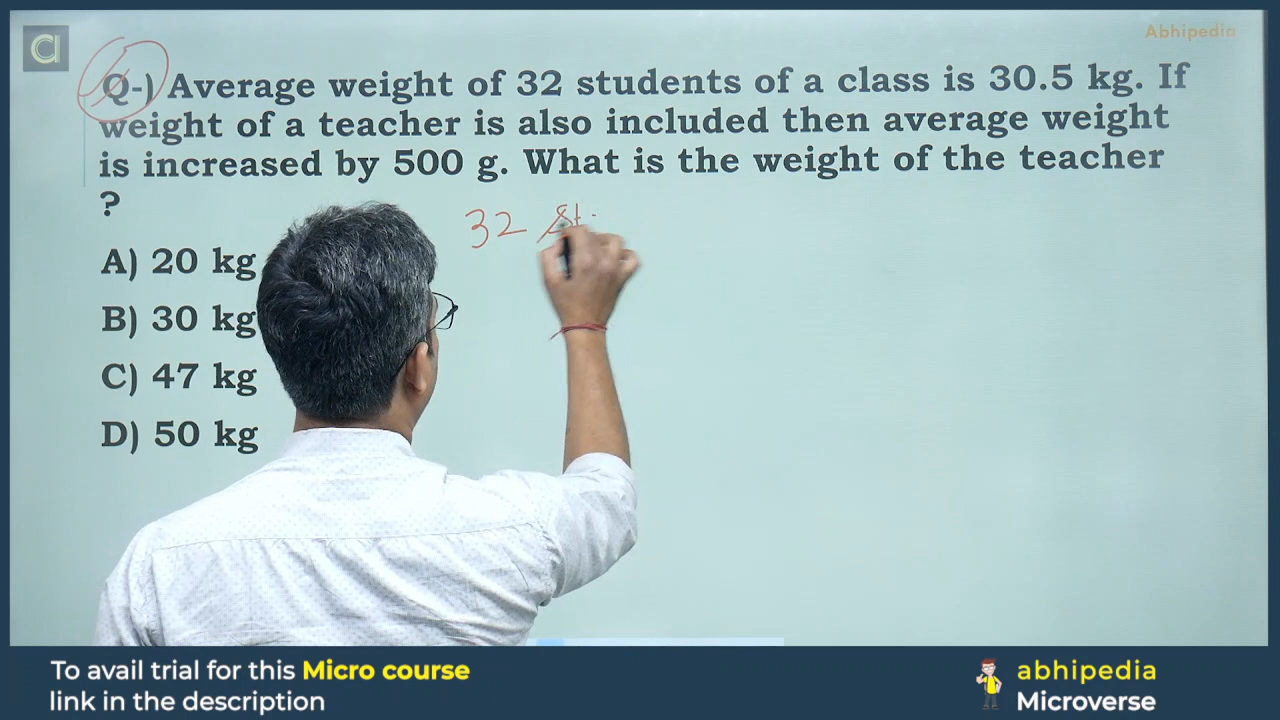 Abhipedia
Q-) Average weight of 32 students of a class is 30.5 kg. If
weight of a teacher is also included then average weight
is increased by 500 g. What is the weight of the teacher
?
32 St.
A) 20 kg
B) 30 kg
C) 47 kg
D) 50 kg
To avail trial for this Micro course
link in the description
abhipedia
Microverse